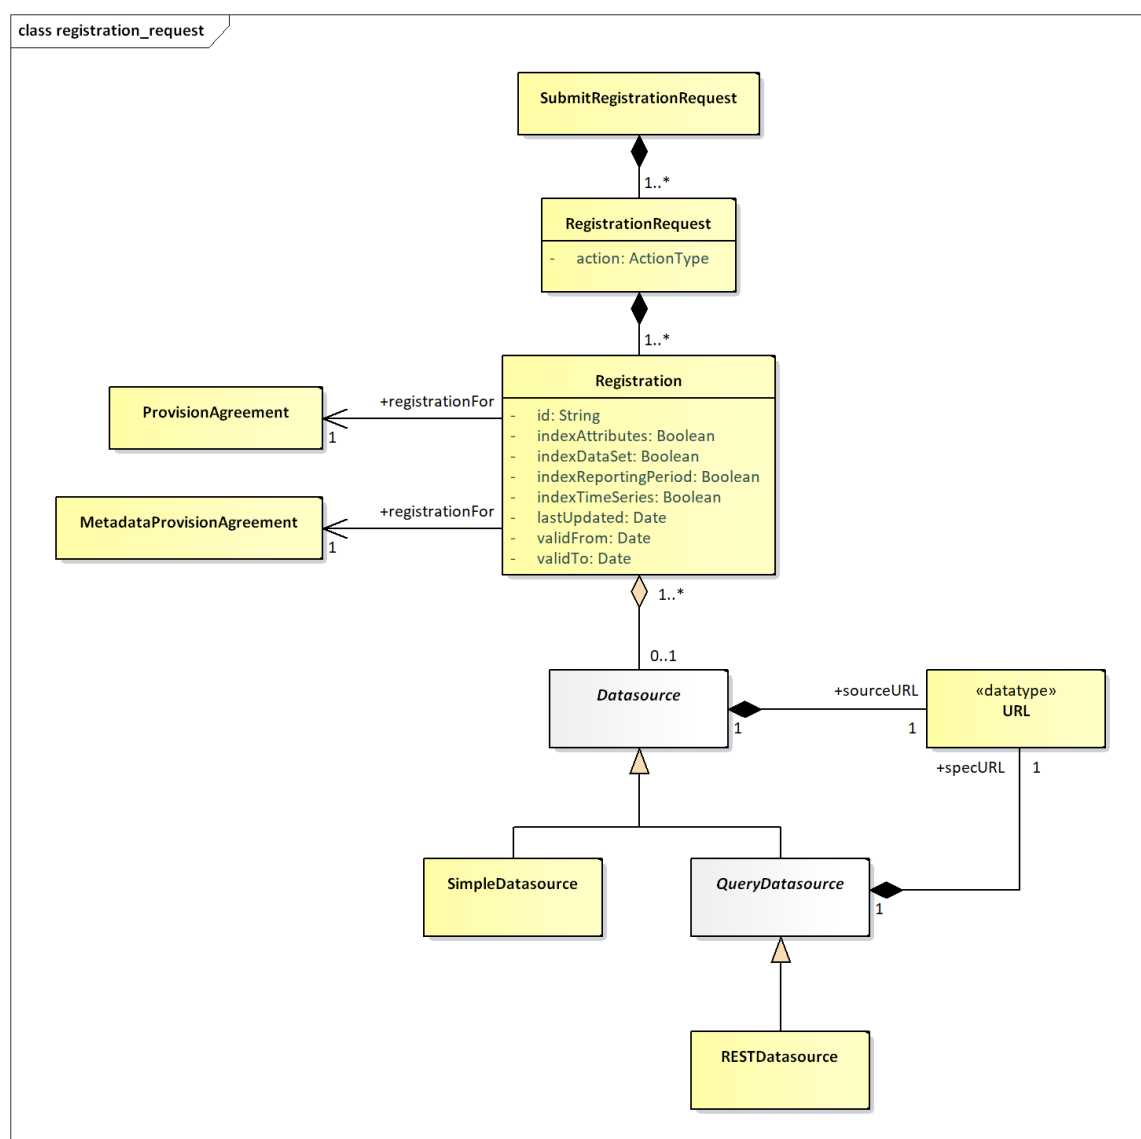 class registration_request
SubmitRegistrationRequest
1..*
RegistrationRequest
- action: ActionType
1..*
Registration
- id: String
- indexAttributes: Boolean
- indexDataSet: Boolean
- indexReportingPeriod: Boolean
- indexTimeSeries: Boolean
- lastUpdated: Date
- validFrom: Date
- validTo: Date
+registrationFor
ProvisionAgreement
1
+registrationFor
MetadataProvisionAgreement
1
1..*
0..1
Datasource
+sourceURL
1
1
«datatype»
URL
+specURL
1
SimpleDatasource
QueryDatasource
1
RESTDatasource